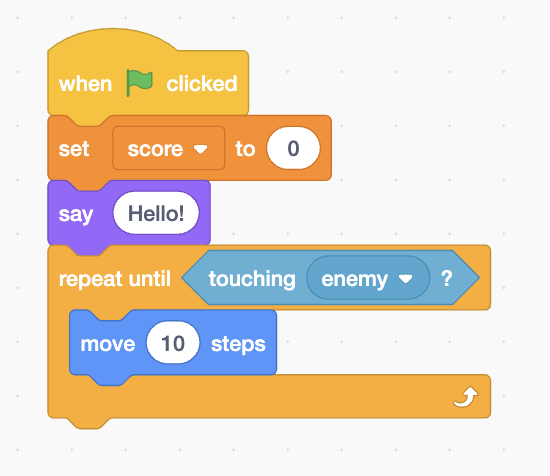 when clicked
set score to 0
say Hello!
repeat until touching enemy ?
move 10 steps